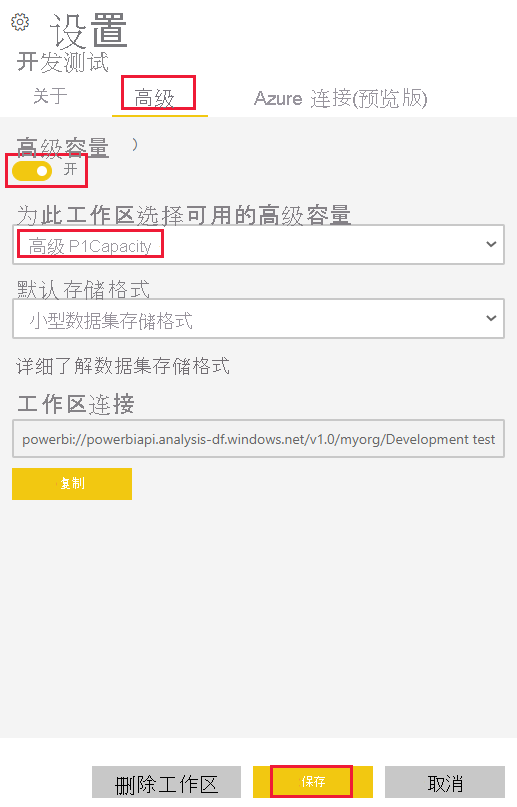 设置
开发测试
关于 高级 Azure 连接(预览版)
高级容量 )
开
为此工作区选择可用的高级容量
高级 P1Capacity
默认存储格式
小型数据集存储格式
详细了解数据集存储格式
工作区连接
powerbi://powerbiapi.analysis-df.windows.net/v1.0/myorg/Development test
复制
删除工作区 保存 取消